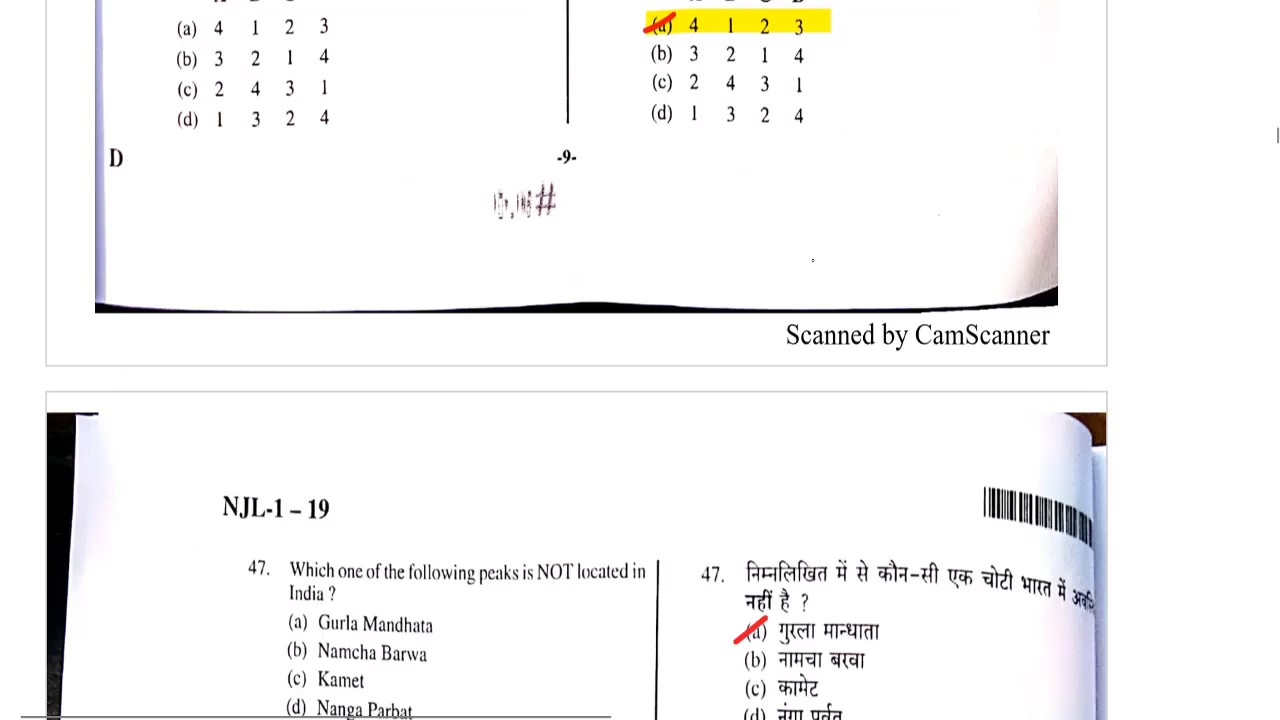 (a) 4 1 2 3
(b) 3 2 1 4
(c) 2 4 3 1
(d) 1 3 2 4
(a) 4 1 2 3
(b) 3 2 1 4
(c) 2 4 3 1
(d) 1 3 2 4
D
-9-
#
Scanned by CamScanner
NJL-1 – 19
47. Which one of the following peaks is NOT located in
India ?
(a) Gurla Mandhata
(b) Namcha Barwa
(c) Kamet
(d) Nanga Parbat
47. निम्नलिखित में से कौन-सी एक चोटी भारत में
नहीं है ?
(a) गुरला मान्धाता
(b) नामचा बरवा
(c) कामेट
(d) नंगा पर्वत